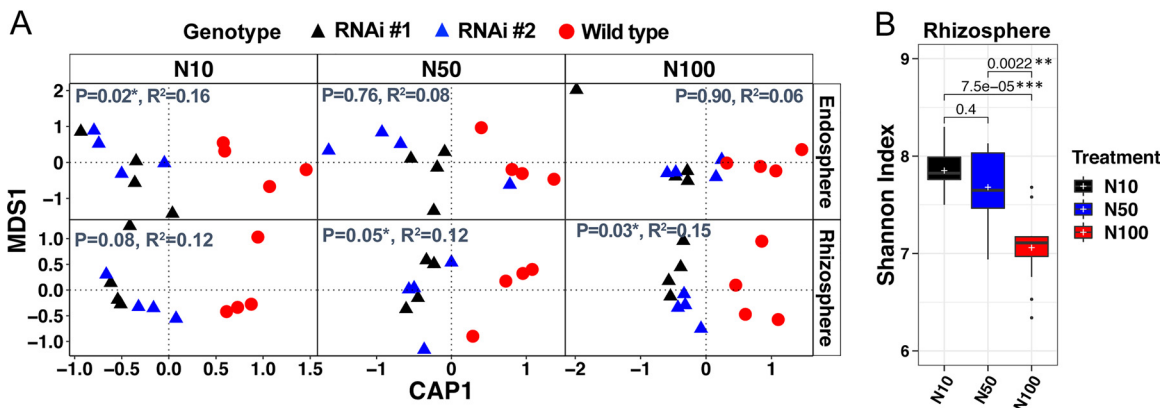 A
Genotype RNAi #1 RNAi #2 Wild type
N10 N50 N100
P=0.02*, R²=0.16 P=0.76, R²=0.08 P=0.90, R²=0.06
2
1
0
−1
Endosphere
P=0.08, R²=0.12 P=0.05*, R²=0.12 P=0.03*, R²=0.15
1.0
0.5
0.0
−0.5
−1.0
Rhizosphere
MDS1
−1.0 −0.5 0.0 0.5 1.0 1.5 −1 0 1 −2 −1 0 1
CAP1
B
Rhizosphere
9
8
7
6
Shannon Index
0.0022 **
7.5e−05 ***
0.4
N10 N50 N100
Treatment
N10
N50
N100